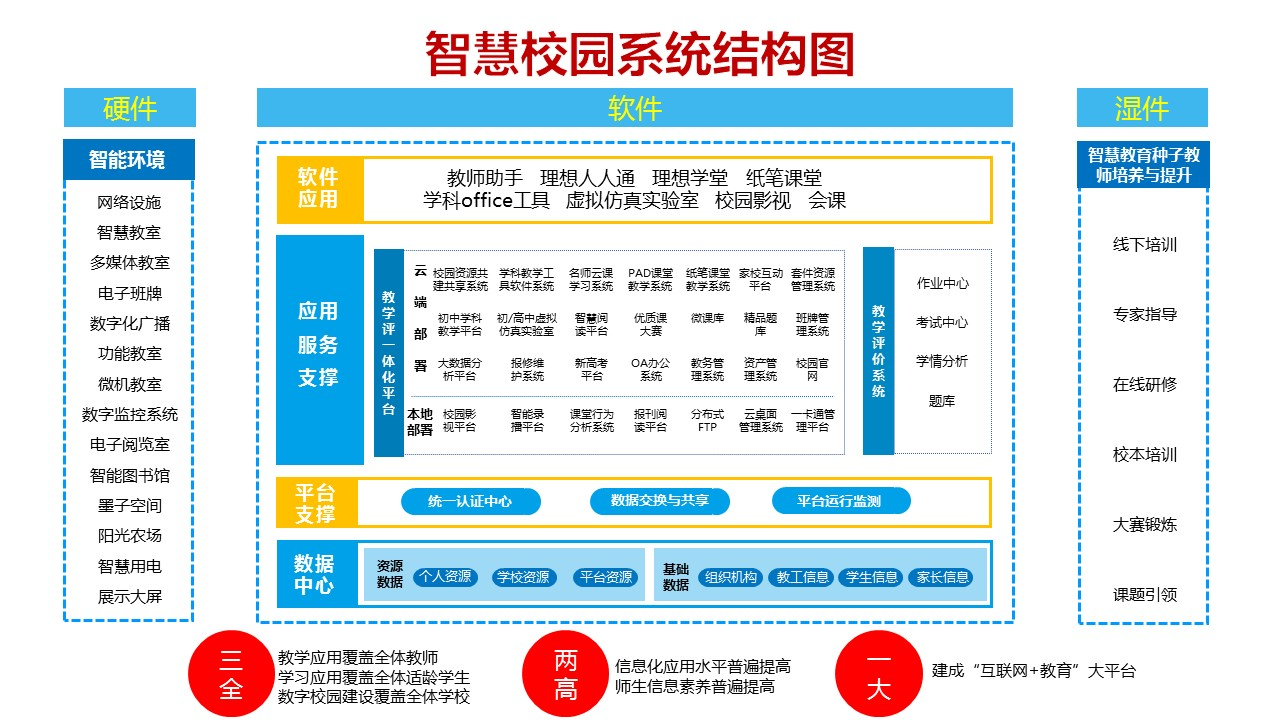 智慧校园系统结构图
硬件
智能环境
网络设施
智慧教室
多媒体教室
电子班牌
数字化广播
功能教室
微机教室
数字监控系统
电子阅览室
智能图书馆
墨子空间
阳光农场
智慧用电
展示大屏
软件
软件
应用
教师助手 理想人人通 理想学堂 纸笔课堂
学科office工具 虚拟仿真实验室 校园影视 会课
应用
服务
支撑
教学评一体化平台
云端部署
校园资源共
建共享系统
学科教学工
具软件系统
名师云课
学习系统
PAD课堂
教学系统
纸笔课堂
教学系统
家校互动
平台
套件资源
管理系统
初中学科
教学平台
初/高中虚拟
仿真实验室
智慧阅
读平台
优质课
大赛
微课库
精品题
库
班牌管
理系统
大数据分
析平台
报修维
护系统
新高考
平台
OA办公
系统
教务管
理系统
资产管
理系统
校园官
网
本地
部署
校园影
视平台
智能录
播平台
课堂行为
分析系统
报刊阅
读平台
分布式
FTP
云桌面
管理系统
一卡通管
理平台
教学评价系统
作业中心
考试中心
学情分析
题库
平台
支撑
统一认证中心
数据交换与共享
平台运行监测
数据
中心
资源
数据
个人资源
学校资源
平台资源
基础
数据
组织机构
教工信息
学生信息
家长信息
湿件
智慧教育种子教
师培养与提升
线下培训
专家指导
在线研修
校本培训
大赛锻炼
课题引领
三
全
教学应用覆盖全体教师
学习应用覆盖全体适龄学生
数字校园建设覆盖全体学校
两
高
信息化应用水平普遍提高
师生信息素养普遍提高
一
大
建成“互联网+教育”大平台